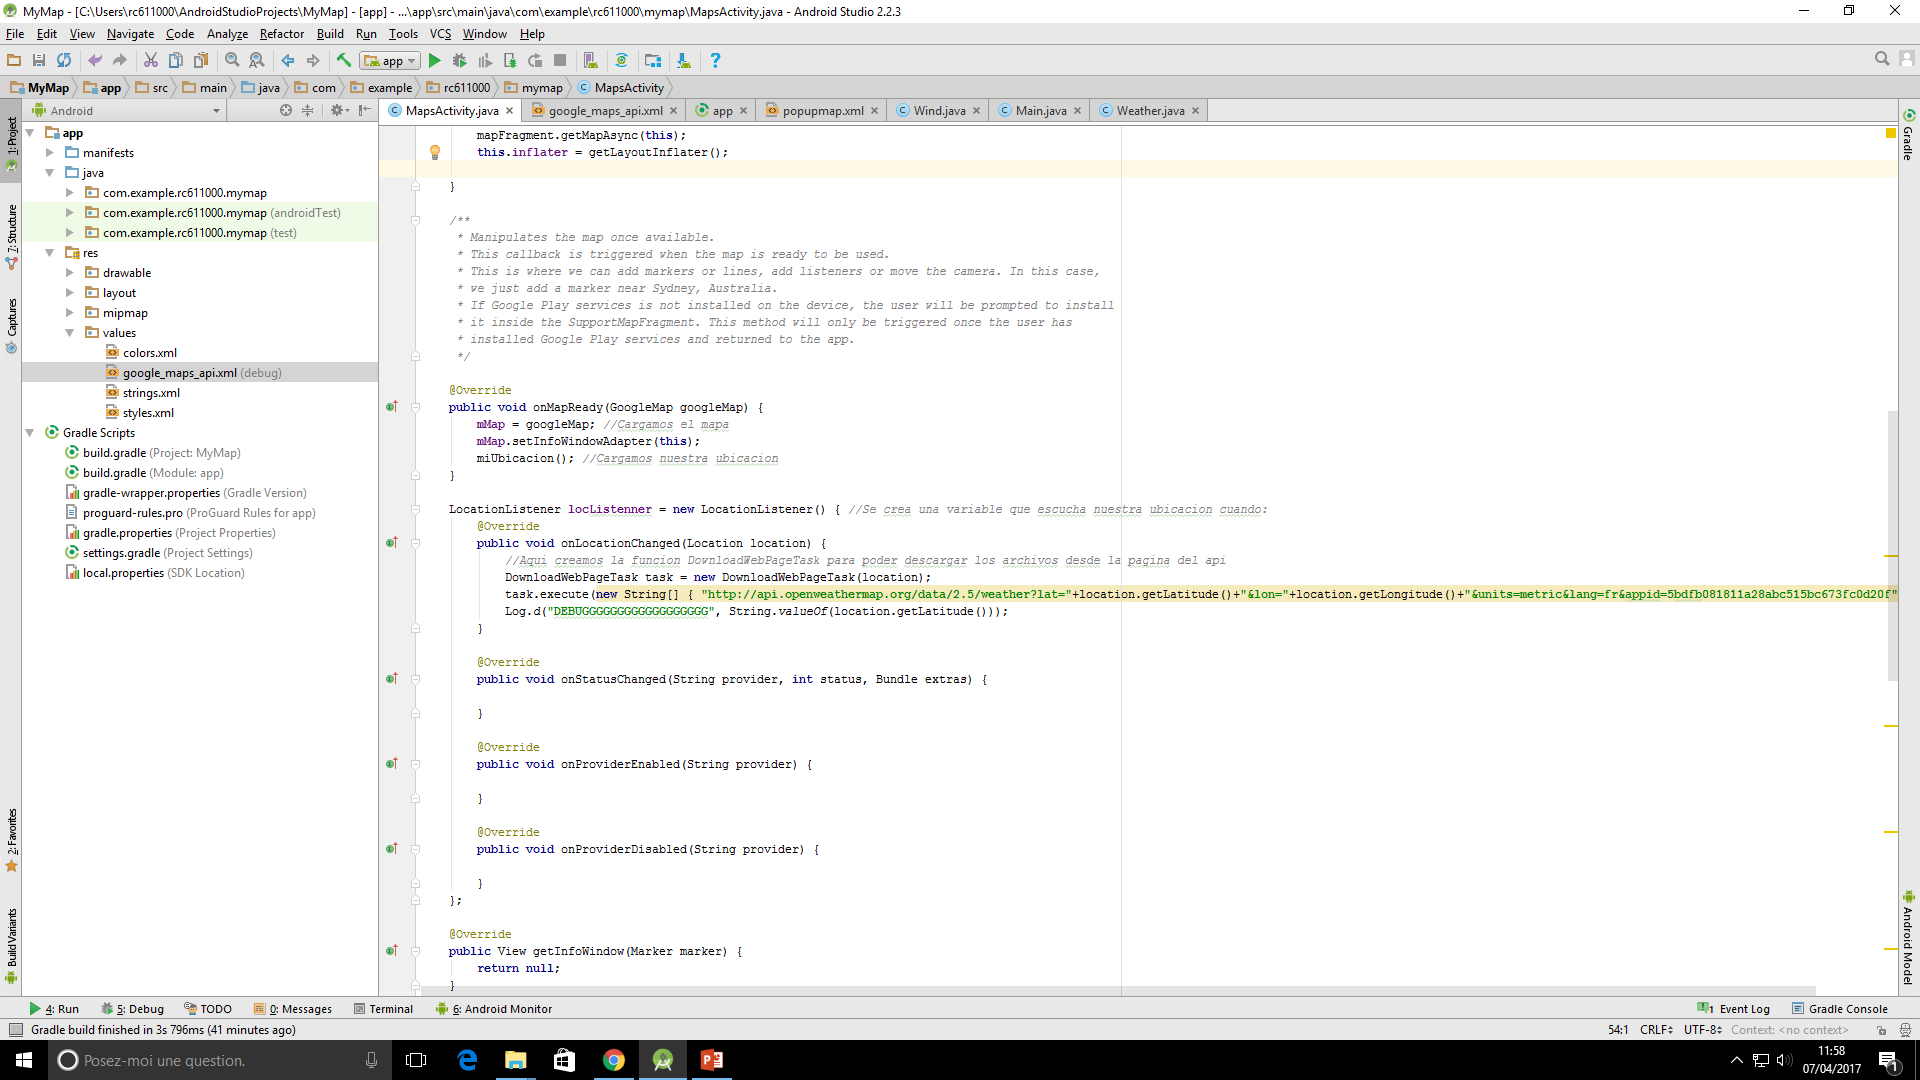 MyMap - [C:\Users\rc611000\AndroidStudioProjects\MyMap] - [app] - ...\app\src\main\java\com\example\rc611000\mymap\MapsActivity.java - Android Studio 2.2.3
File Edit View Navigate Code Analyze Refactor Build Run Tools VCS Window Help
app
MyMap app src main java com example rc611000 mymap MapsActivity
Android
MapsActivity.java google_maps_api.xml app popupmap.xml Wind.java Main.java Weather.java
1: Project
7: Structure
Captures
2: Favorites
Build Variants
app
manifests
java
com.example.rc611000.mymap
com.example.rc611000.mymap (androidTest)
com.example.rc611000.mymap (test)
res
drawable
layout
mipmap
values
colors.xml
google_maps_api.xml (debug)
strings.xml
styles.xml
Gradle Scripts
build.gradle (Project: MyMap)
build.gradle (Module: app)
gradle-wrapper.properties (Gradle Version)
proguard-rules.pro (ProGuard Rules for app)
gradle.properties (Project Properties)
settings.gradle (Project Settings)
local.properties (SDK Location)
mapFragment.getMapAsync(this);
this.inflater = getLayoutInflater();
}
/**
* Manipulates the map once available.
* This callback is triggered when the map is ready to be used.
* This is where we can add markers or lines, add listeners or move the camera. In this case,
* we just add a marker near Sydney, Australia.
* If Google Play services is not installed on the device, the user will be prompted to install
* it inside the SupportMapFragment. This method will only be triggered once the user has
* installed Google Play services and returned to the app.
*/
@Override
public void onMapReady(GoogleMap googleMap) {
mMap = googleMap; //Cargamos el mapa
mMap.setInfoWindowAdapter(this);
miUbicacion(); //Cargamos nuestra ubicacion
}
LocationListener locListenner = new LocationListener() { //Se crea una variable que escucha nuestra ubicacion cuando:
@Override
public void onLocationChanged(Location location) {
//Aqui creamos la funcion DownloadWebPageTask para poder descargar los archivos desde la pagina del api
DownloadWebPageTask task = new DownloadWebPageTask(location);
task.execute(new String[] { "http://api.openweathermap.org/data/2.5/weather?lat="+location.getLatitude()+"&lon="+location.getLongitude()+"&units=metric&lang=fr&appid=5bdfb081811a28abc515bc673fc0d20f"
Log.d("DEBUGGGGGGGGGGGGGGGGGG", String.valueOf(location.getLatitude()));
}
@Override
public void onStatusChanged(String provider, int status, Bundle extras) {
}
@Override
public void onProviderEnabled(String provider) {
}
@Override
public void onProviderDisabled(String provider) {
}
};
@Override
public View getInfoWindow(Marker marker) {
return null;
}
Gradle
Android Model
4: Run 5: Debug TODO 0: Messages Terminal 6: Android Monitor 1 Event Log Gradle Console
Gradle build finished in 3s 796ms (41 minutes ago) 54:1 CRLF UTF-8 Context: <no context>
Posez-moi une question.
11:58
07/04/2017
1